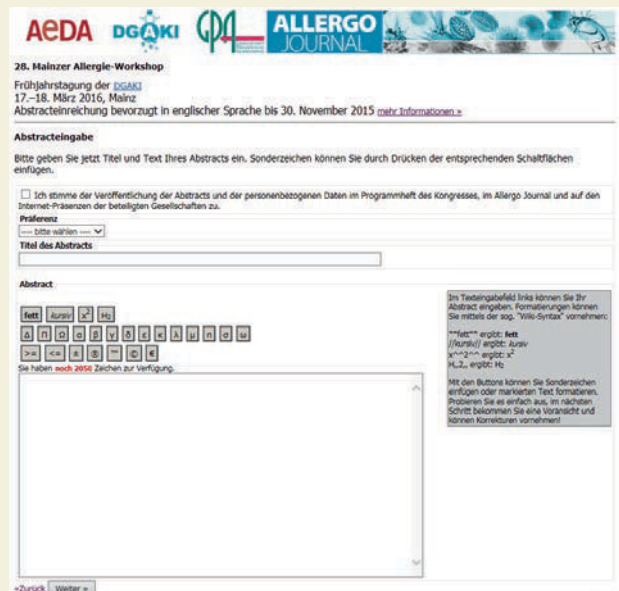 AeDA DGAKI GPA ALLERGO
JOURNAL
28. Mainzer Allergie-Workshop
Frühjahrstagung der DGAKI
17.–18. März 2016, Mainz
Abstracteinreichung bevorzugt in englischer Sprache bis 30. November 2015 mehr Informationen »
Abstracteingabe
Bitte geben Sie jetzt Titel und Text Ihres Abstracts ein. Sonderzeichen können Sie durch Drücken der entsprechenden Schaltflächen
einfügen.
Ich stimme der Veröffentlichung der Abstracts und der personenbezogenen Daten im Programmheft des Kongresses, im Allergo Journal und auf den
Internet-Präsenzen der beteiligten Gesellschaften zu.
Präferenz
---- bitte wählen ----
Titel des Abstracts
Abstract
fett kursiv x² H₂
Δ Π Ω α β γ δ ε κ λ μ π σ ω
>= <= ± ® ™ © €
Sie haben noch 2050 Zeichen zur Verfügung.
Im Texteingabefeld links können Sie Ihr
Abstract eingeben. Formatierungen können
Sie mittels der sog. "Wiki-Syntax" vornehmen:
**fett** ergibt: fett
//kursiv// ergibt: kursiv
x^^2^^ ergibt: x²
H,,2,, ergibt: H₂
Mit den Buttons können Sie Sonderzeichen
einfügen oder markierten Text formatieren.
Probieren Sie es einfach aus, im nächsten
Schritt bekommen Sie eine Voransicht und
können Korrekturen vornehmen!
«Zurück Weiter »